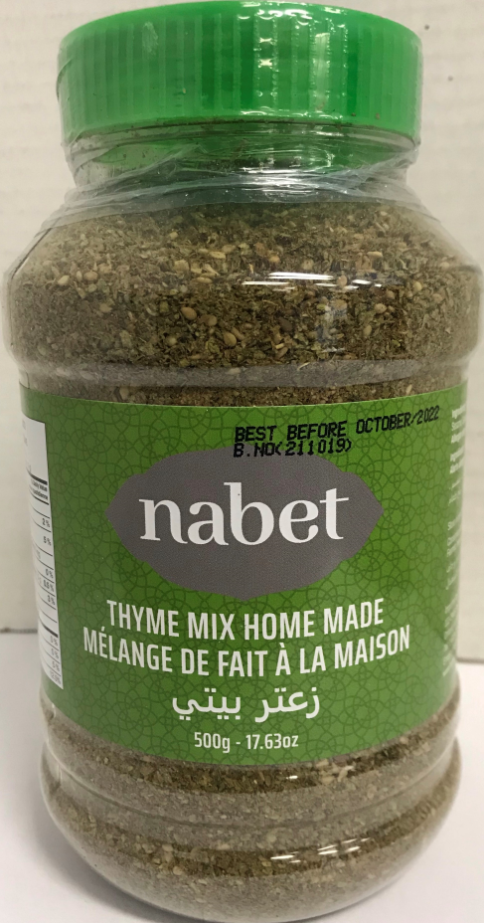 BEST BEFORE OCTOBER/2022
B.NO(211019)
nabet
THYME MIX HOME MADE
MÉLANGE DE FAIT À LA MAISON
زعتر بيتي
500g - 17.63oz